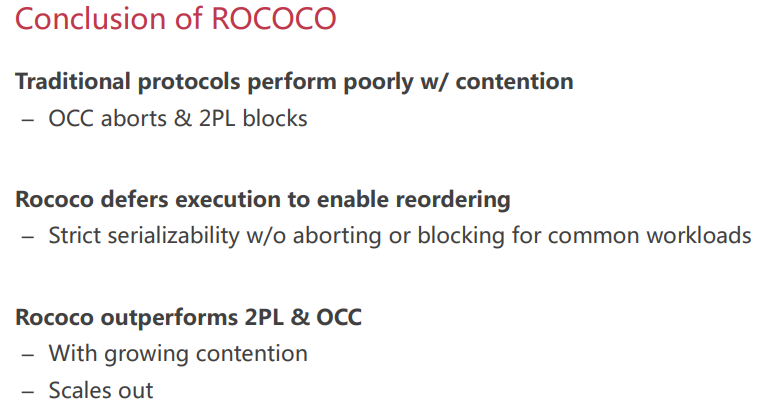 Conclusion of ROCOCO
Traditional protocols perform poorly w/ contention
– OCC aborts & 2PL blocks
Rococo defers execution to enable reordering
– Strict serializability w/o aborting or blocking for common workloads
Rococo outperforms 2PL & OCC
– With growing contention
– Scales out